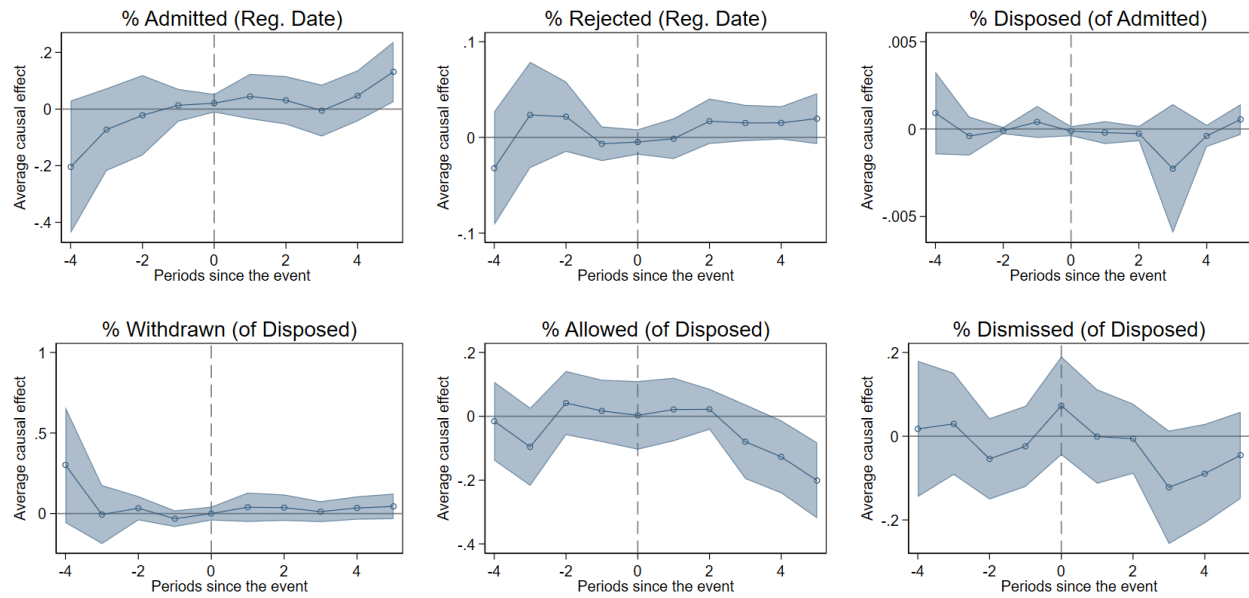 % Admitted (Reg. Date)
Average causal effect
.2
0
-.2
-.4
-4 -2 0 2 4
Periods since the event
% Rejected (Reg. Date)
Average causal effect
.1
0
-.1
-4 -2 0 2 4
Periods since the event
% Disposed (of Admitted)
Average causal effect
.005
0
-.005
-4 -2 0 2 4
Periods since the event
% Withdrawn (of Disposed)
Average causal effect
1
.5
0
-4 -2 0 2 4
Periods since the event
% Allowed (of Disposed)
Average causal effect
.2
0
-.2
-.4
-4 -2 0 2 4
Periods since the event
% Dismissed (of Disposed)
Average causal effect
.2
0
-.2
-4 -2 0 2 4
Periods since the event